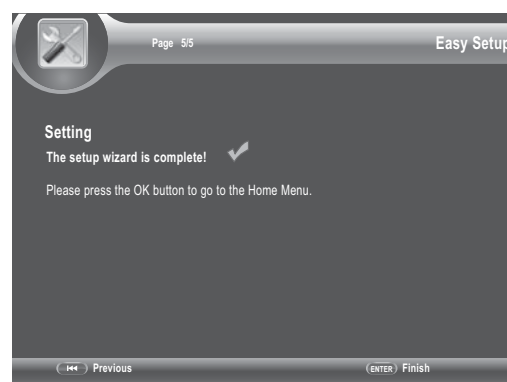 Page 5/5
Easy Setup
Setting
The setup wizard is complete!
Please press the OK button to go to the Home Menu.
Previous
ENTER Finish